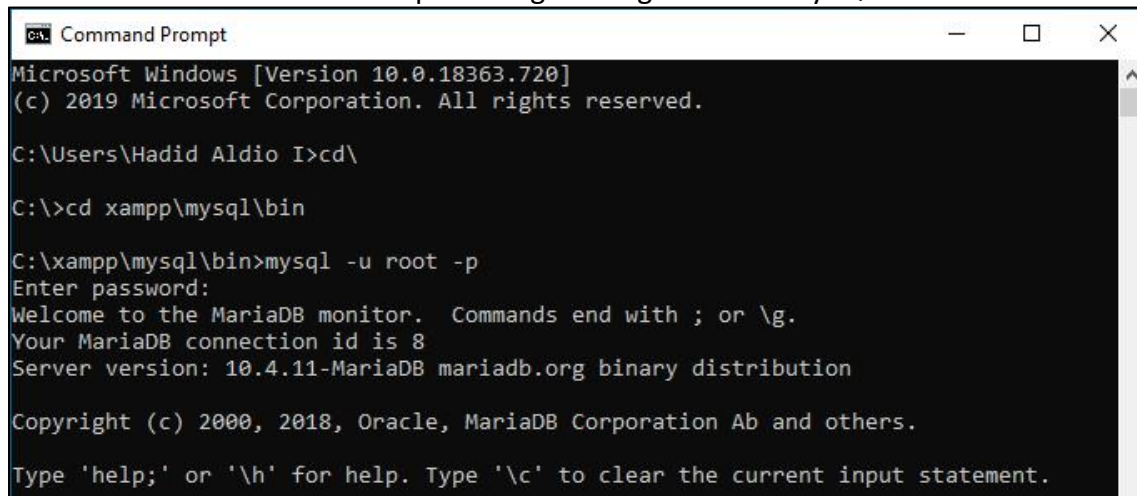 Command Prompt
Microsoft Windows [Version 10.0.18363.720]
(c) 2019 Microsoft Corporation. All rights reserved.
C:\Users\Hadid Aldio I>cd\
C:\>cd xampp\mysql\bin
C:\xampp\mysql\bin>mysql -u root -p
Enter password:
Welcome to the MariaDB monitor.  Commands end with ; or \g.
Your MariaDB connection id is 8
Server version: 10.4.11-MariaDB mariadb.org binary distribution
Copyright (c) 2000, 2018, Oracle, MariaDB Corporation Ab and others.
Type 'help;' or '\h' for help. Type '\c' to clear the current input statement.